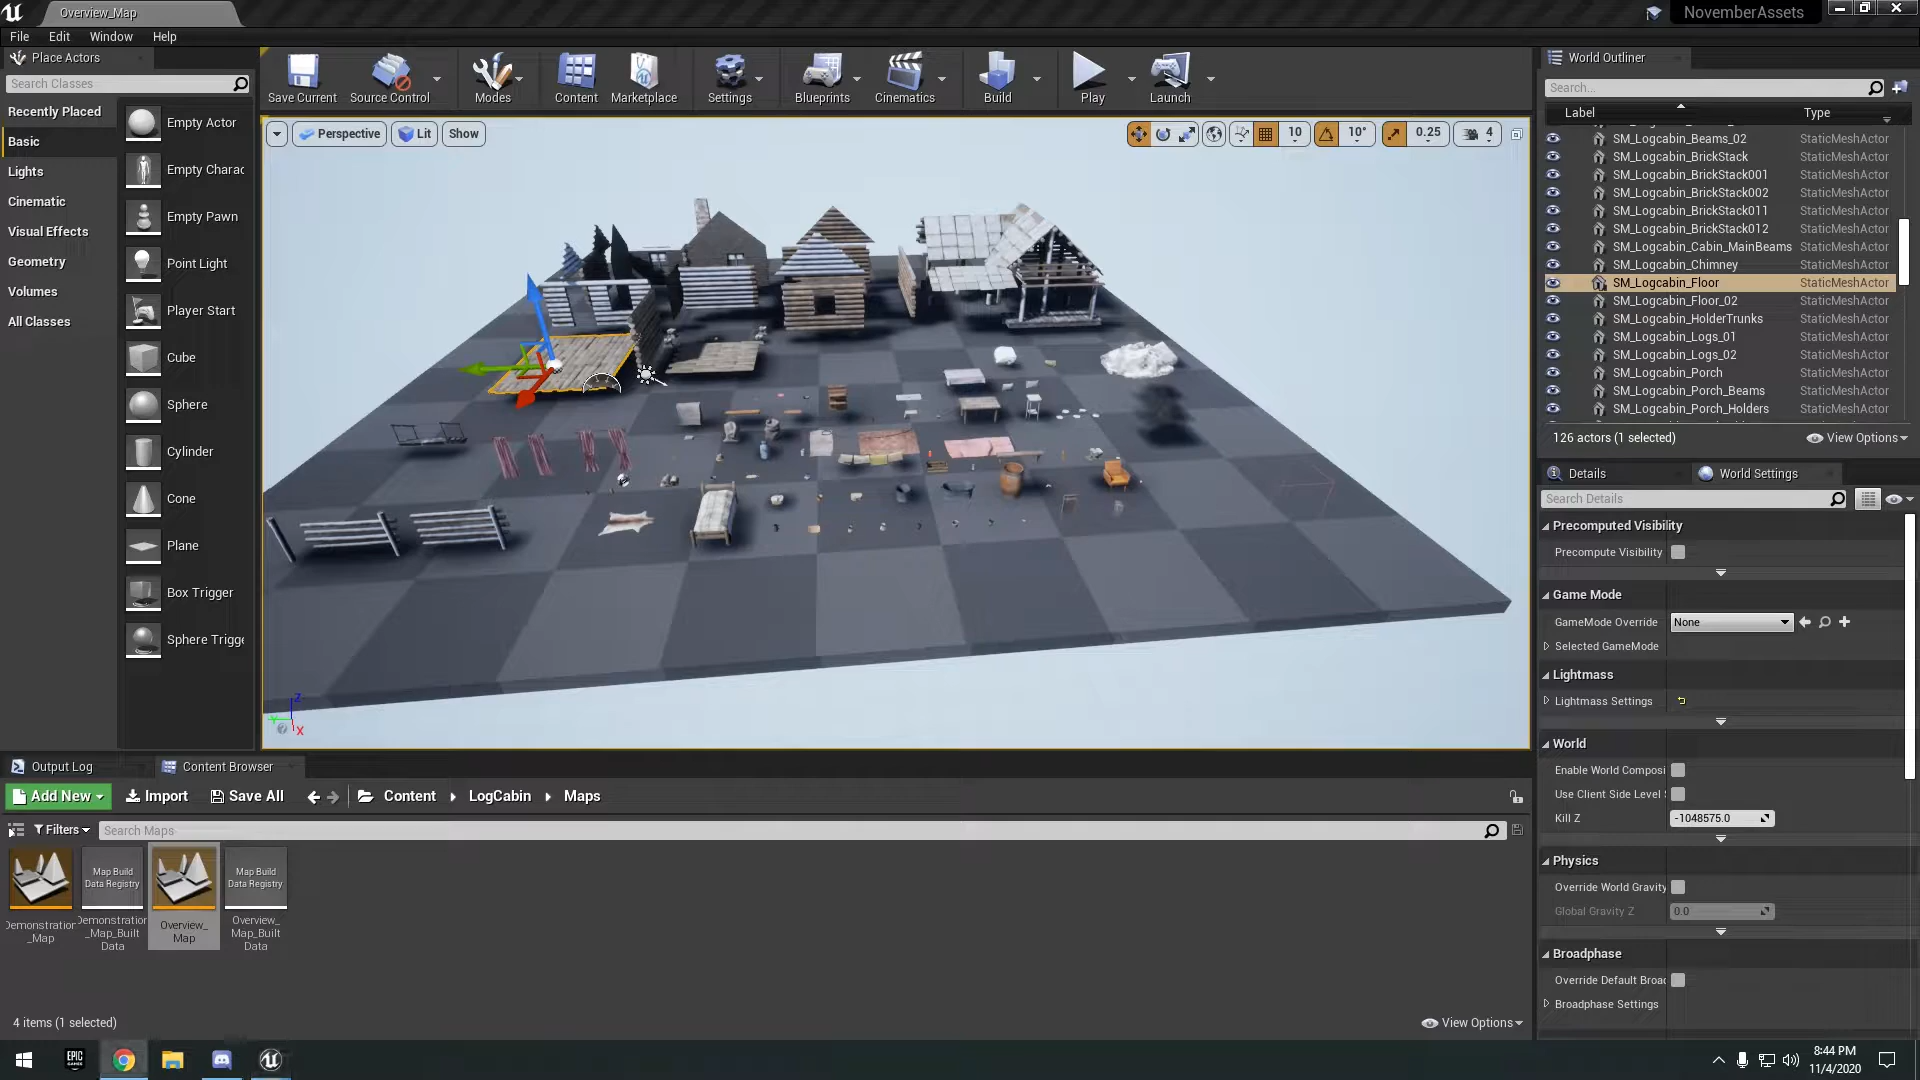 Overview_Map
NovemberAssets
File Edit Window Help
Place Actors
Search Classes
Recently Placed
Basic
Lights
Cinematic
Visual Effects
Geometry
Volumes
All Classes
Empty Actor
Empty Charac
Empty Pawn
Point Light
Player Start
Cube
Sphere
Cylinder
Cone
Plane
Box Trigger
Sphere Trigge
Save Current
Source Control
Modes
Content
Marketplace
Settings
Blueprints
Cinematics
Build
Play
Launch
Perspective
Lit
Show
10
10°
0.25
4
Z
Y
X
World Outliner
Search...
Label Type
SM_Logcabin_Beams_02 StaticMeshActor
SM_Logcabin_BrickStack StaticMeshActor
SM_Logcabin_BrickStack001 StaticMeshActor
SM_Logcabin_BrickStack002 StaticMeshActor
SM_Logcabin_BrickStack011 StaticMeshActor
SM_Logcabin_BrickStack012 StaticMeshActor
SM_Logcabin_Cabin_MainBeams StaticMeshActor
SM_Logcabin_Chimney StaticMeshActor
SM_Logcabin_Floor StaticMeshActor
SM_Logcabin_Floor_02 StaticMeshActor
SM_Logcabin_HolderTrunks StaticMeshActor
SM_Logcabin_Logs_01 StaticMeshActor
SM_Logcabin_Logs_02 StaticMeshActor
SM_Logcabin_Porch StaticMeshActor
SM_Logcabin_Porch_Beams StaticMeshActor
SM_Logcabin_Porch_Holders StaticMeshActor
126 actors (1 selected)
View Options
Details
World Settings
Search Details
Precomputed Visibility
Precompute Visibility
Game Mode
GameMode Override None
Selected GameMode
Lightmass
Lightmass Settings
World
Enable World Composi
Use Client Side Level
Kill Z -1048575.0
Physics
Override World Gravity
Global Gravity Z 0.0
Broadphase
Override Default Broad
Broadphase Settings
Output Log
Content Browser
Add New
Import
Save All
Content
LogCabin
Maps
Filters
Search Maps
Map Build
Data Registry
Map Build
Data Registry
Demonstration
_Map
Demonstration
_Map_Built
Data
Overview_
Map
Overview_
Map_Built
Data
4 items (1 selected)
View Options
EPIC
GAMES
8:44 PM
11/4/2020